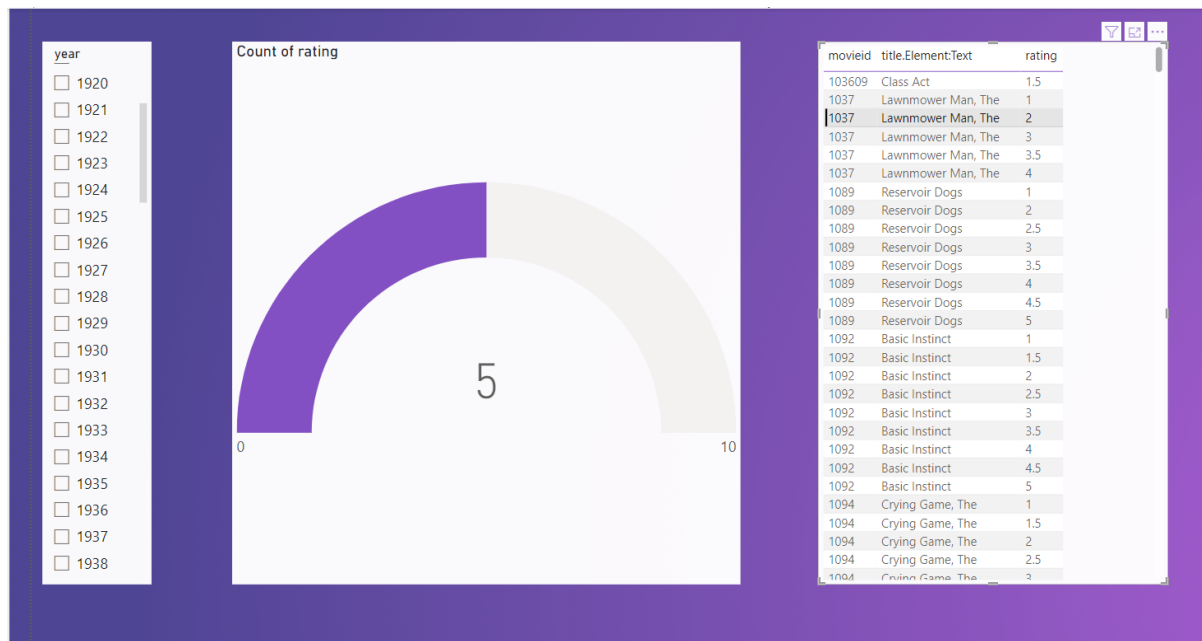 year
1920
1921
1922
1923
1924
1925
1926
1927
1928
1929
1930
1931
1932
1933
1934
1935
1936
1937
1938
Count of rating
5
0 10
movieid title.Element:Text rating
103609 Class Act 1.5
1037 Lawnmower Man, The 1
1037 Lawnmower Man, The 2
1037 Lawnmower Man, The 3
1037 Lawnmower Man, The 3.5
1037 Lawnmower Man, The 4
1089 Reservoir Dogs 1
1089 Reservoir Dogs 2
1089 Reservoir Dogs 2.5
1089 Reservoir Dogs 3
1089 Reservoir Dogs 3.5
1089 Reservoir Dogs 4
1089 Reservoir Dogs 4.5
1089 Reservoir Dogs 5
1092 Basic Instinct 1
1092 Basic Instinct 1.5
1092 Basic Instinct 2
1092 Basic Instinct 2.5
1092 Basic Instinct 3
1092 Basic Instinct 3.5
1092 Basic Instinct 4
1092 Basic Instinct 4.5
1092 Basic Instinct 5
1094 Crying Game, The 1
1094 Crying Game, The 1.5
1094 Crying Game, The 2
1094 Crying Game, The 2.5
1094 Crying Game, The 3